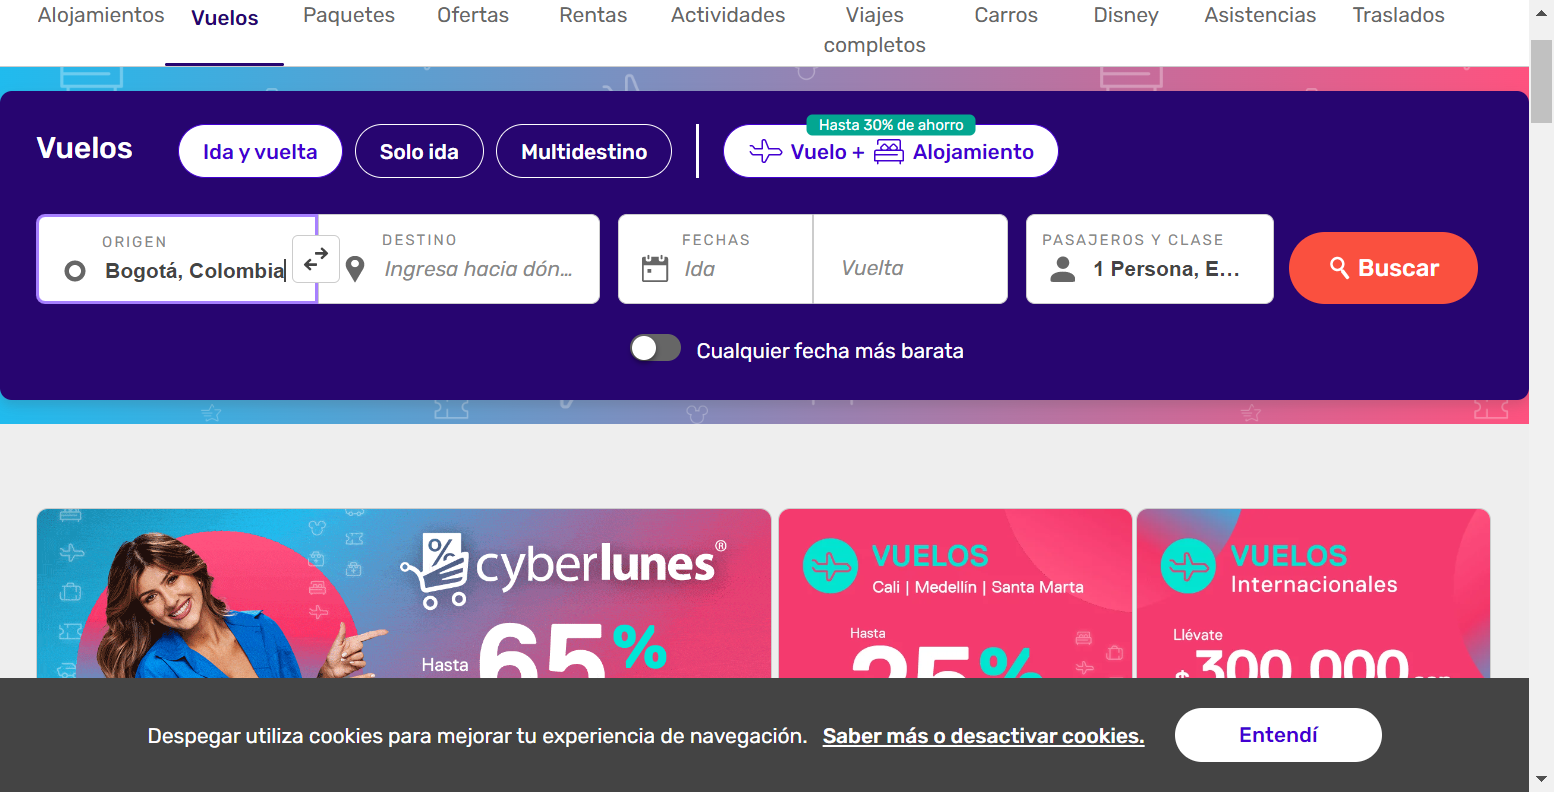 Alojamientos
Vuelos
Paquetes
Ofertas
Rentas
Actividades
Viajes
completos
Carros
Disney
Asistencias
Traslados
Vuelos
Ida y vuelta
Solo ida
Multidestino
Hasta 30% de ahorro
Vuelo + Alojamiento
ORIGEN
Bogotá, Colombia
DESTINO
Ingresa hacia dón...
FECHAS
Ida
Vuelta
PASAJEROS Y CLASE
1 Persona, E...
Buscar
Cualquier fecha más barata
% cyberlunes®
Hasta 65%
VUELOS
Cali | Medellín | Santa Marta
Hasta
25%
VUELOS
Internacionales
Llévate
$300.000
Despegar utiliza cookies para mejorar tu experiencia de navegación. Saber más o desactivar cookies.
Entendí